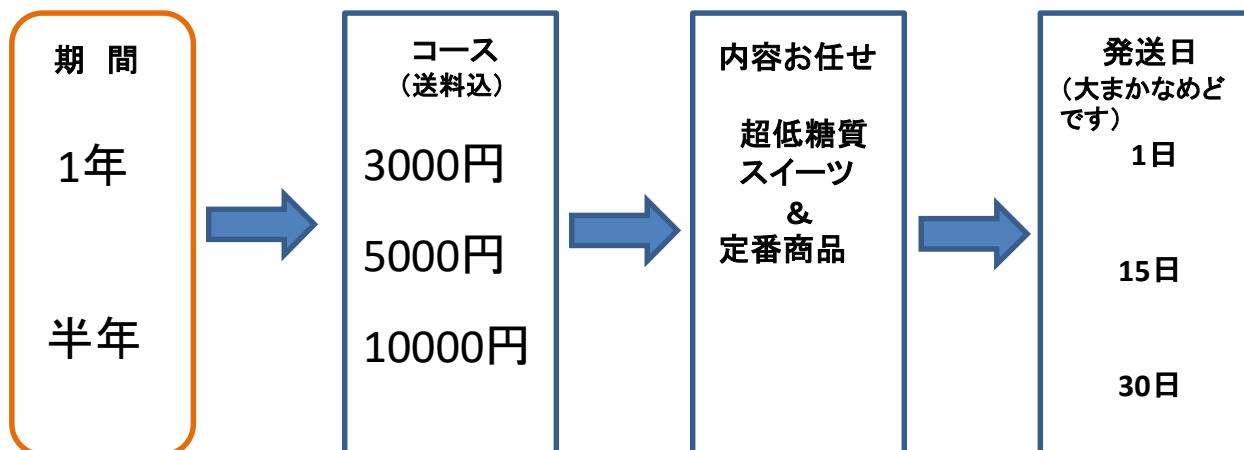 期 間
1年
半年
コース
（送料込）
3000円
5000円
10000円
内容お任せ
超低糖質
スイーツ
&
定番商品
発送日
（大まかなめど
です）
1日
15日
30日